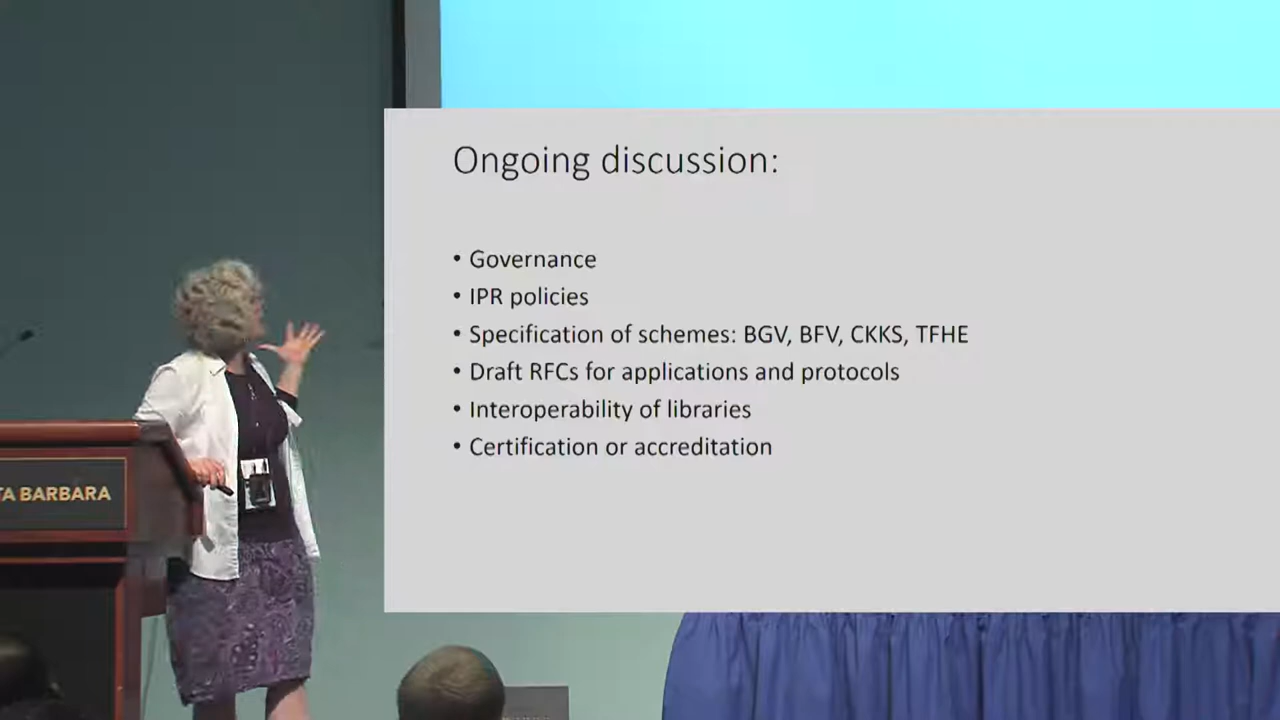 Ongoing discussion:
• Governance
• IPR policies
• Specification of schemes: BGV, BFV, CKKS, TFHE
• Draft RFCs for applications and protocols
• Interoperability of libraries
• Certification or accreditation
TA BARBARA